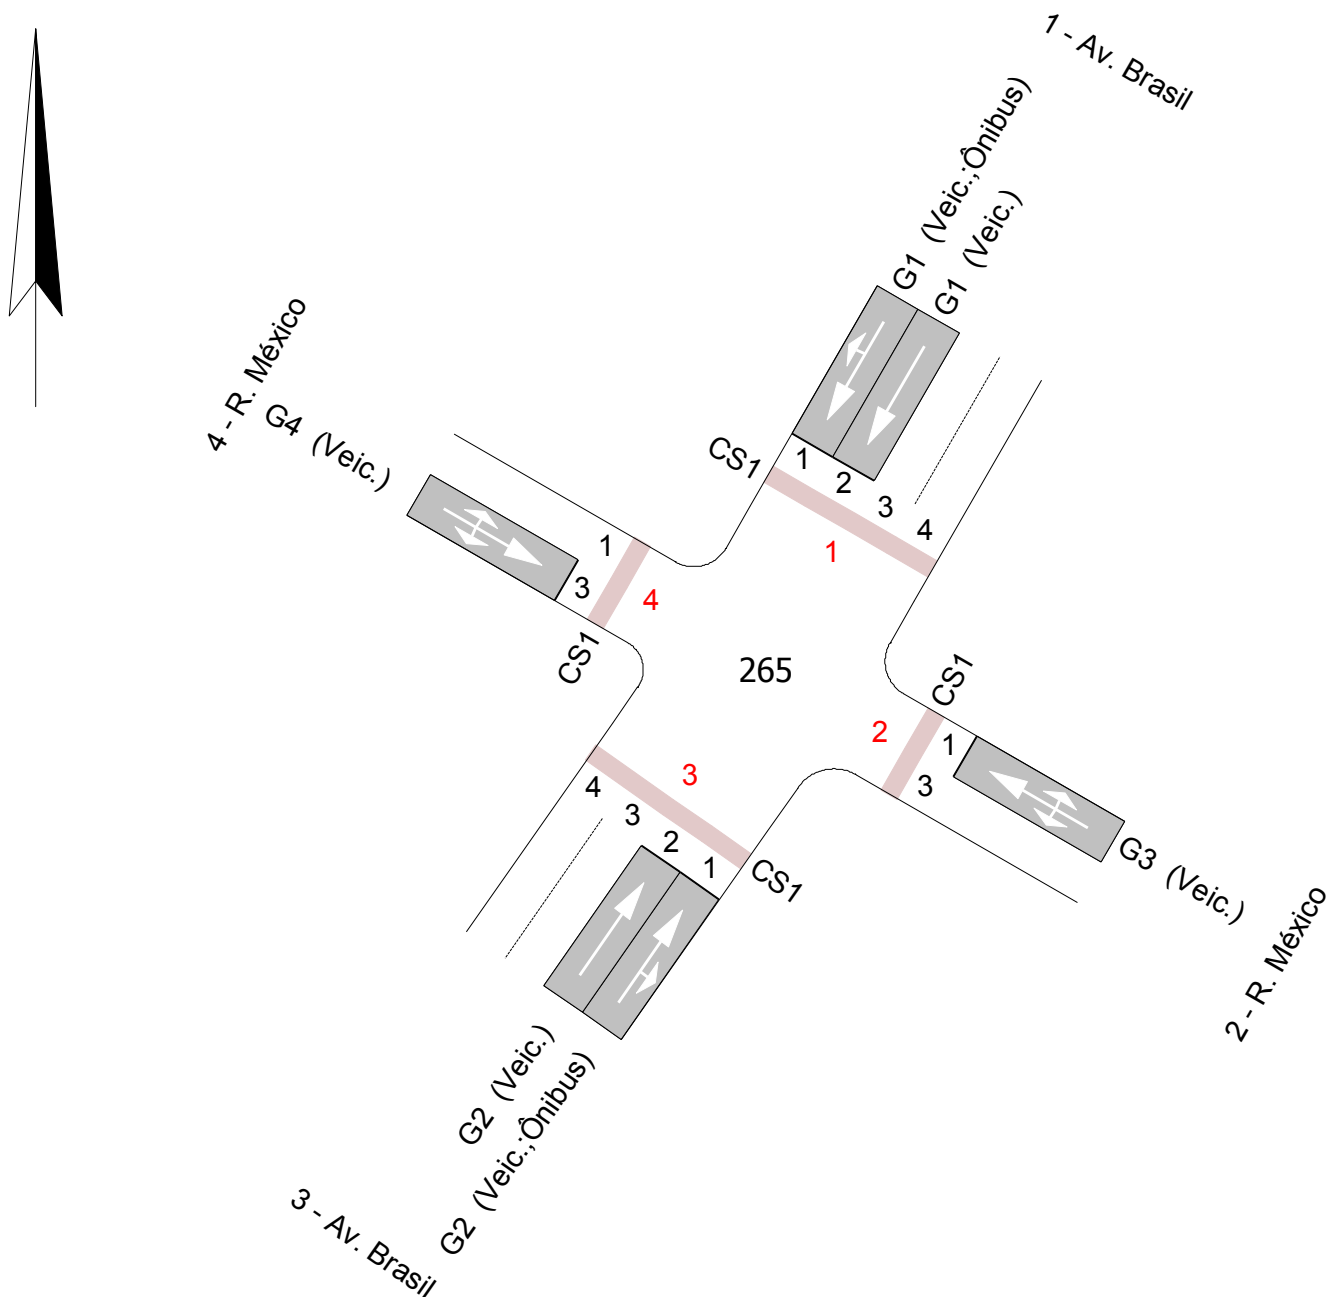 1 - Av. Brasil
G1 (Veic.;Ônibus)
G1 (Veic.)
4 - R. México
G4 (Veic.)
CS1
1
2
3
4
1
1
3
4
CS1
265
CS1
2
1
3
G3 (Veic.)
2 - R. México
3
4
3
2
1
CS1
G2 (Veic.)
G2 (Veic.;Ônibus)
3 - Av. Brasil